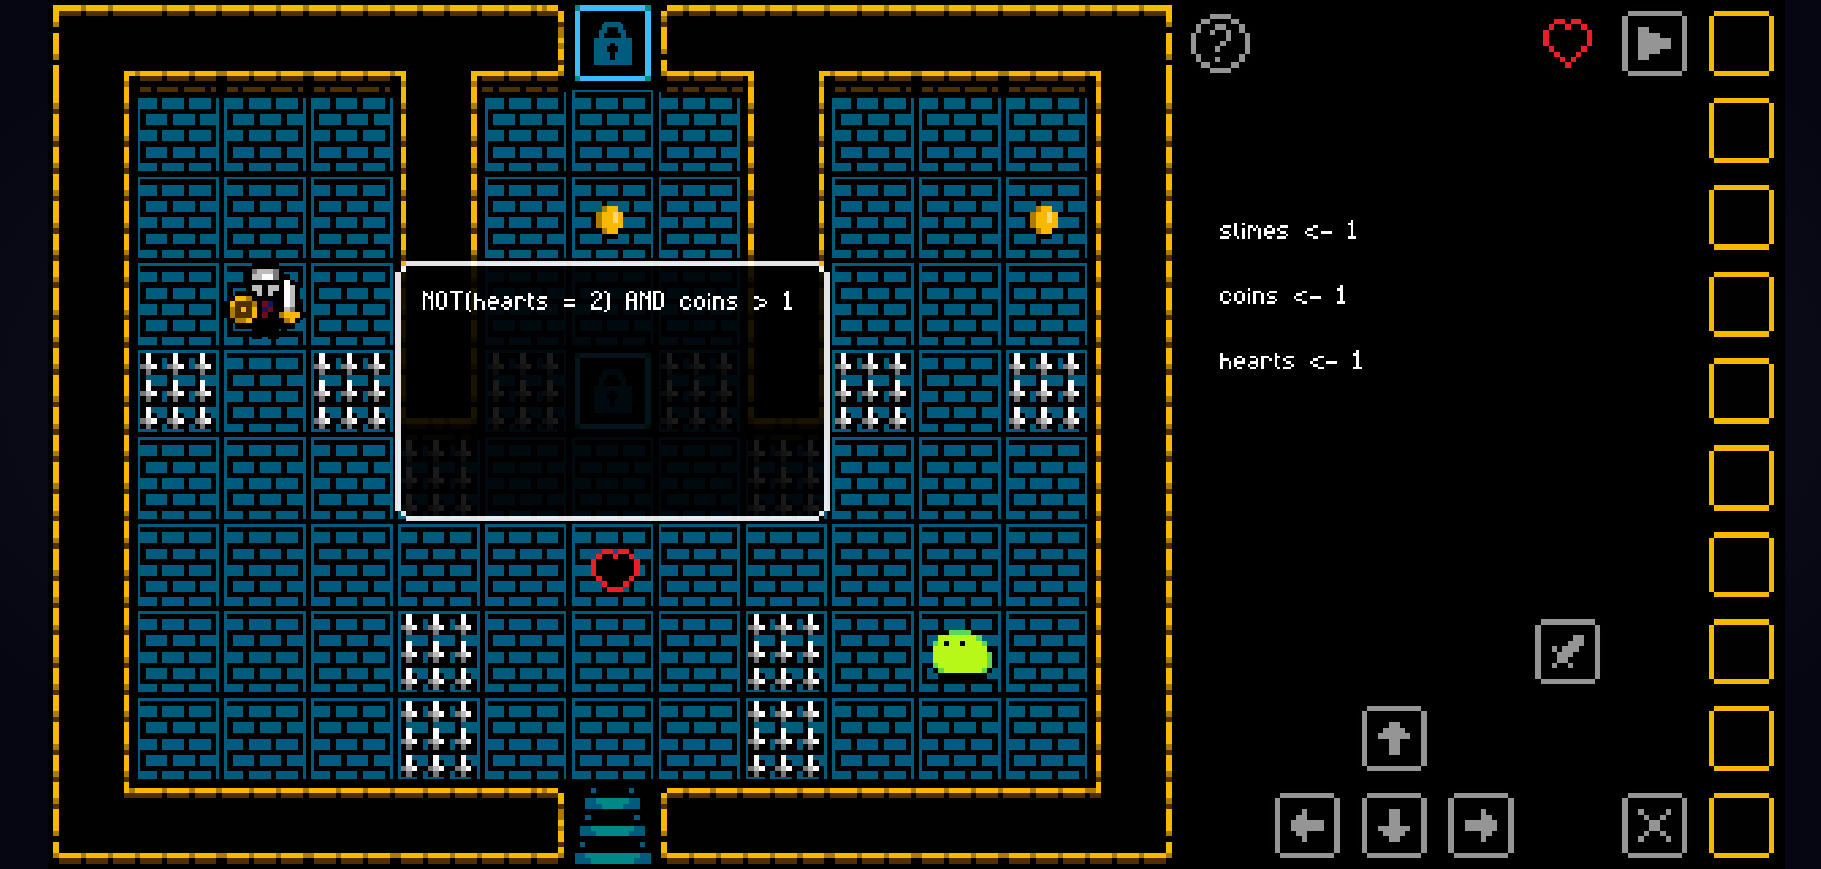 NOT(hearts = 2) AND coins > 1
?
slimes <- 1
coins <- 1
hearts <- 1